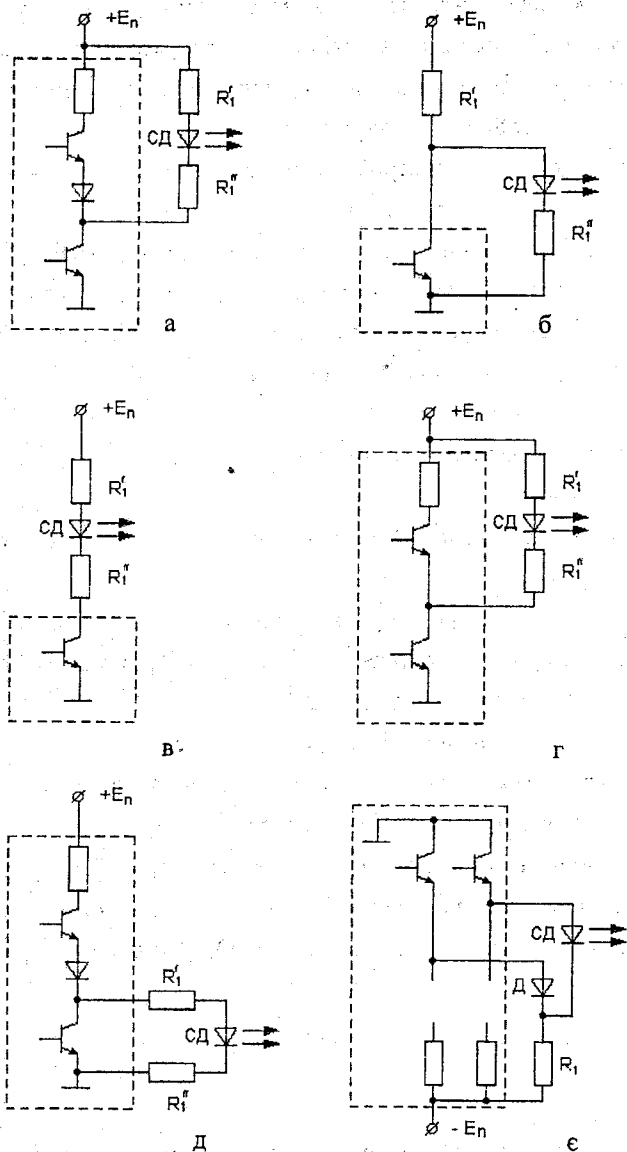 +Eп
R₁'
СД
R₁"
а
+Eп
R₁'
СД
R₁"
б
+Eп
R₁'
СД
R₁"
в
+Eп
R₁'
СД
R₁"
г
+Eп
R₁'
СД
R₁"
д
СД
Д
R₁
- Eп
є